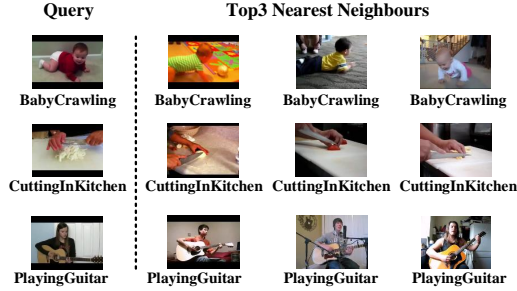 Query Top3 Nearest Neighbours
BabyCrawling BabyCrawling BabyCrawling BabyCrawling
CuttingInKitchen CuttingInKitchen CuttingInKitchen CuttingInKitchen
PlayingGuitar PlayingGuitar PlayingGuitar PlayingGuitar